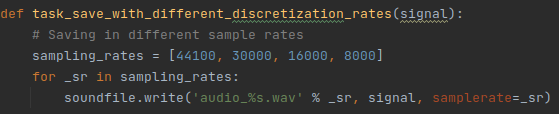 def task_save_with_different_discretization_rates(signal):
    # Saving in different sample rates
    sampling_rates = [44100, 30000, 16000, 8000]
    for _sr in sampling_rates:
        soundfile.write('audio_%s.wav' % _sr, signal, samplerate=_sr)